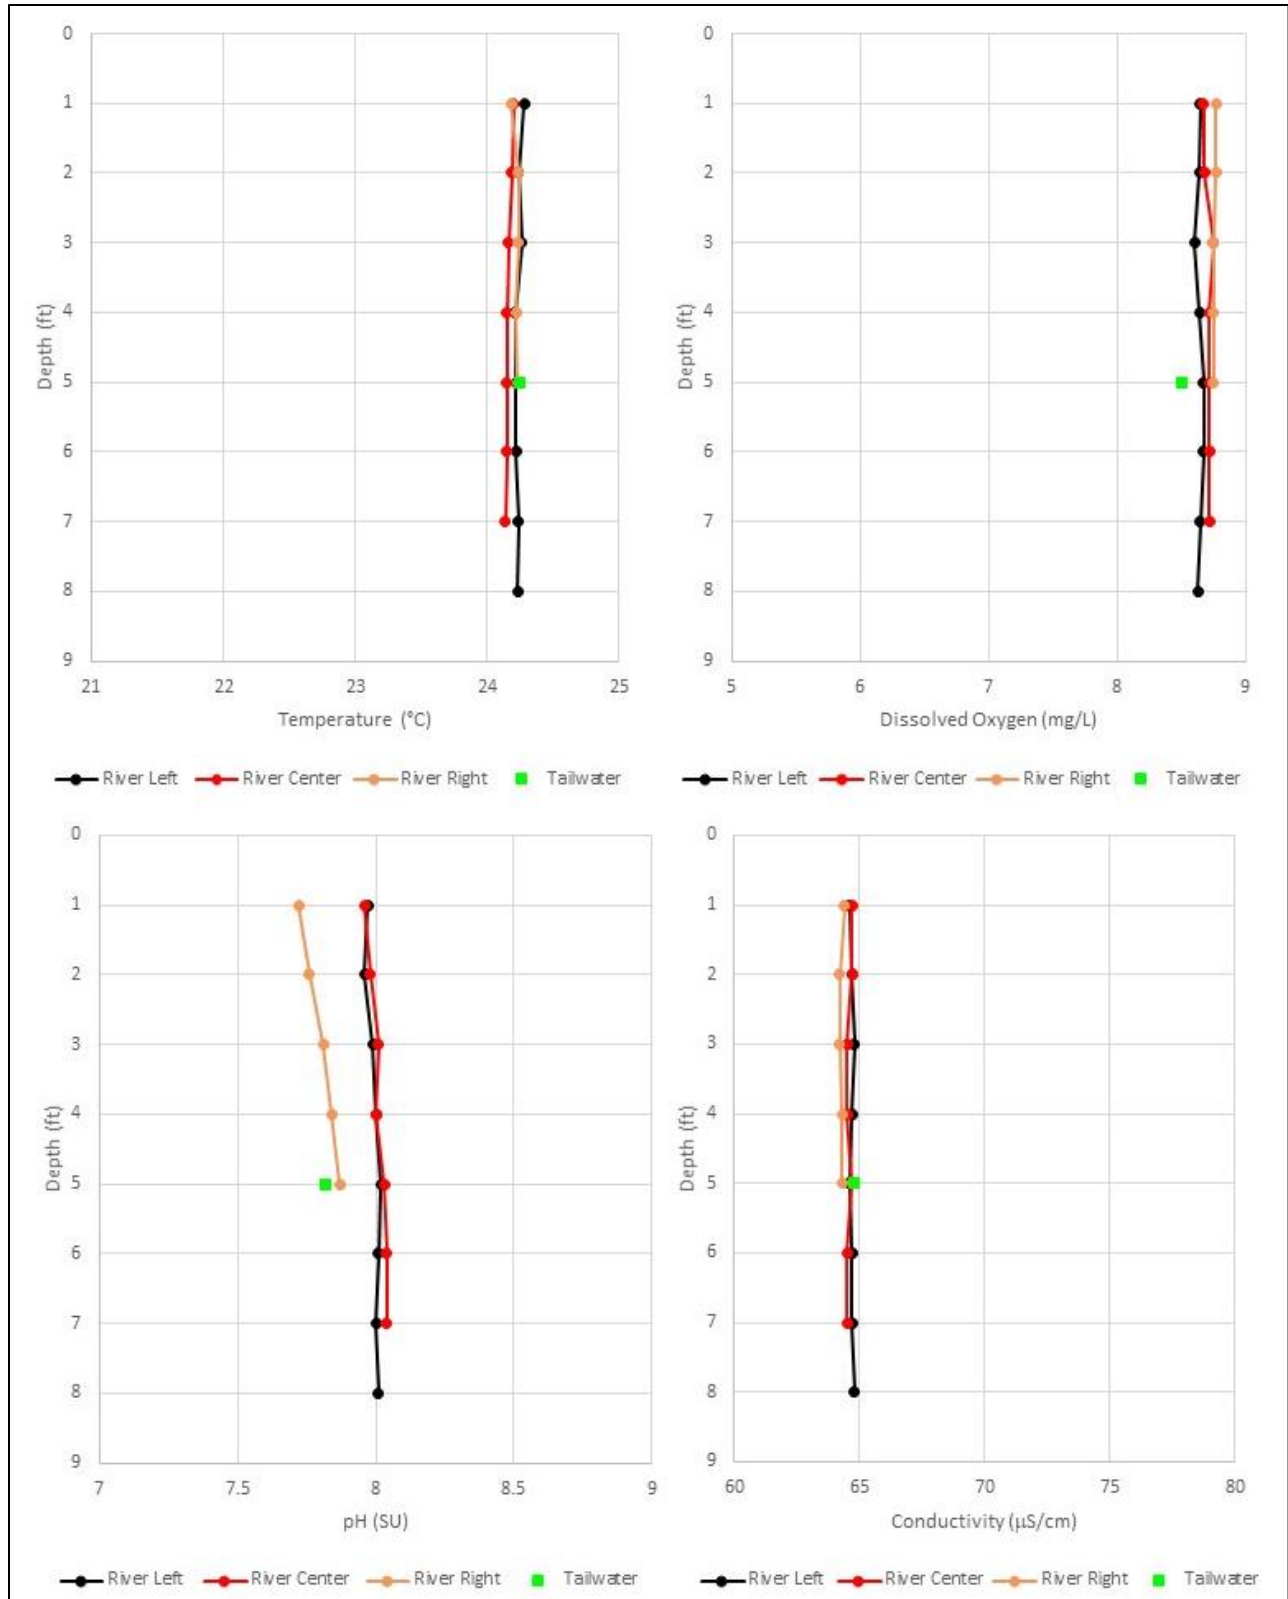 0
1
2
3
4
5
6
7
8
9
Depth (ft)
21 22 23 24 25
Temperature (°C)
River Left River Center River Right Tailwater
0
1
2
3
4
5
6
7
8
9
Depth (ft)
5 6 7 8 9
Dissolved Oxygen (mg/L)
River Left River Center River Right Tailwater
0
1
2
3
4
5
6
7
8
9
Depth (ft)
7 7.5 8 8.5 9
pH (SU)
River Left River Center River Right Tailwater
0
1
2
3
4
5
6
7
8
9
Depth (ft)
60 65 70 75 80
Conductivity (µS/cm)
River Left River Center River Right Tailwater